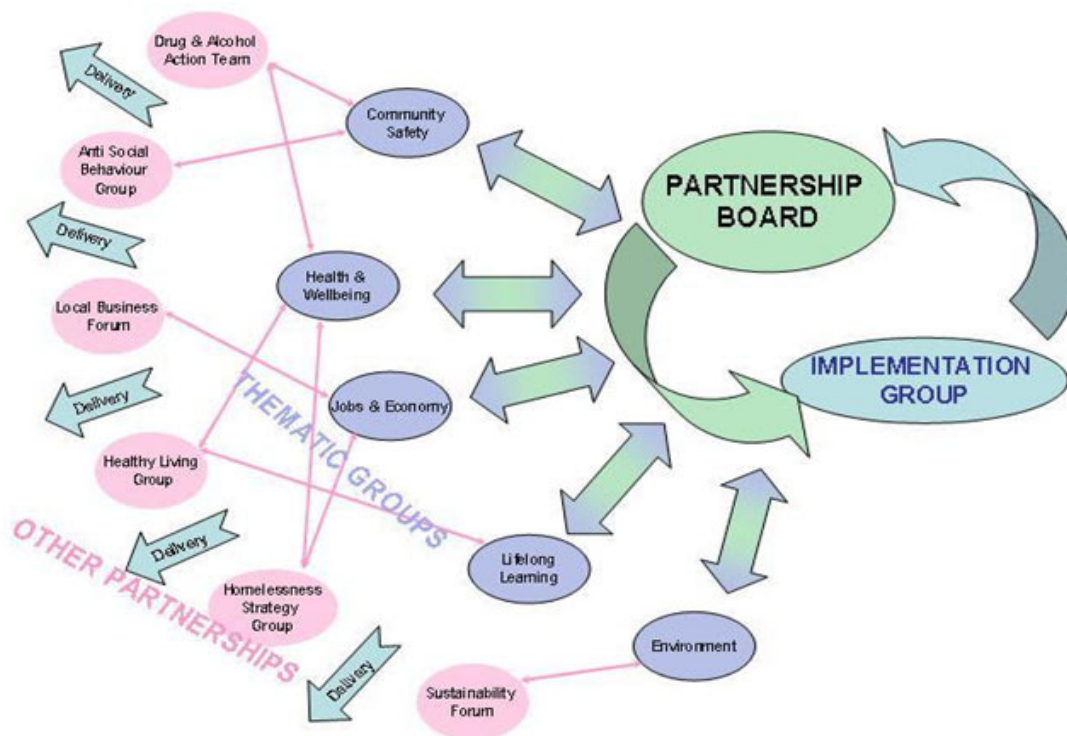 Drug & Alcohol
Action Team
Delivery
Community
Safety
Anti Social
Behaviour
Group
PARTNERSHIP
BOARD
Delivery
Health &
Wellbeing
Local Business
Forum
IMPLEMENTATION
GROUP
Delivery
Jobs & Economy
THEMATIC GROUPS
Healthy Living
Group
OTHER PARTNERSHIPS
Delivery
Lifelong
Learning
Homelessness
Strategy
Group
Environment
Delivery
Sustainability
Forum